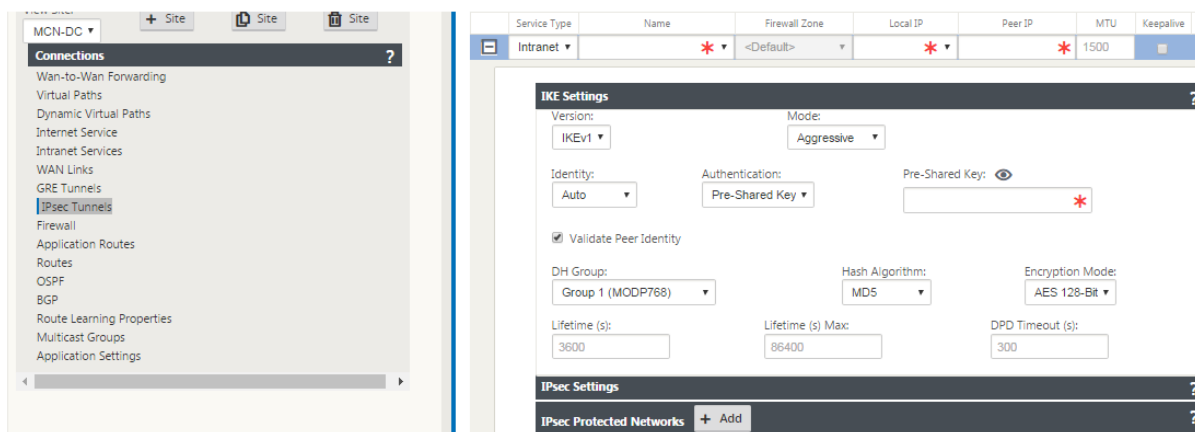 View Site:
MCN-DC
+ Site
Site
Site
Connections ?
Wan-to-Wan Forwarding
Virtual Paths
Dynamic Virtual Paths
Internet Service
Intranet Services
WAN Links
GRE Tunnels
IPsec Tunnels
Firewall
Application Routes
Routes
OSPF
BGP
Route Learning Properties
Multicast Groups
Application Settings
Service Type Name Firewall Zone Local IP Peer IP MTU Keepalive
Intranet * <Default> * * 1500
IKE Settings ?
Version: Mode:
IKEv1 Aggressive
Identity: Authentication: Pre-Shared Key:
Auto Pre-Shared Key *
Validate Peer Identity
DH Group: Hash Algorithm: Encryption Mode:
Group 1 (MODP768) MD5 AES 128-Bit
Lifetime (s): Lifetime (s) Max: DPD Timeout (s):
3600 86400 300
IPsec Settings ?
IPsec Protected Networks + Add ?